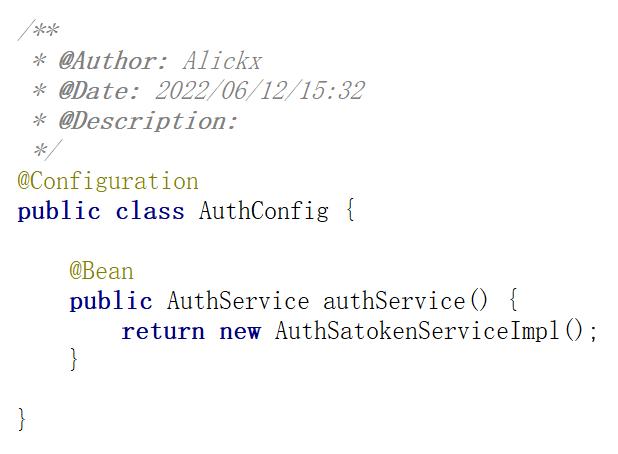 /**
 * @Author: Alickx
 * @Date: 2022/06/12/15:32
 * @Description:
 */
@Configuration
public class AuthConfig {
    @Bean
    public AuthService authService() {
        return new AuthSatokenServiceImpl();
    }
}